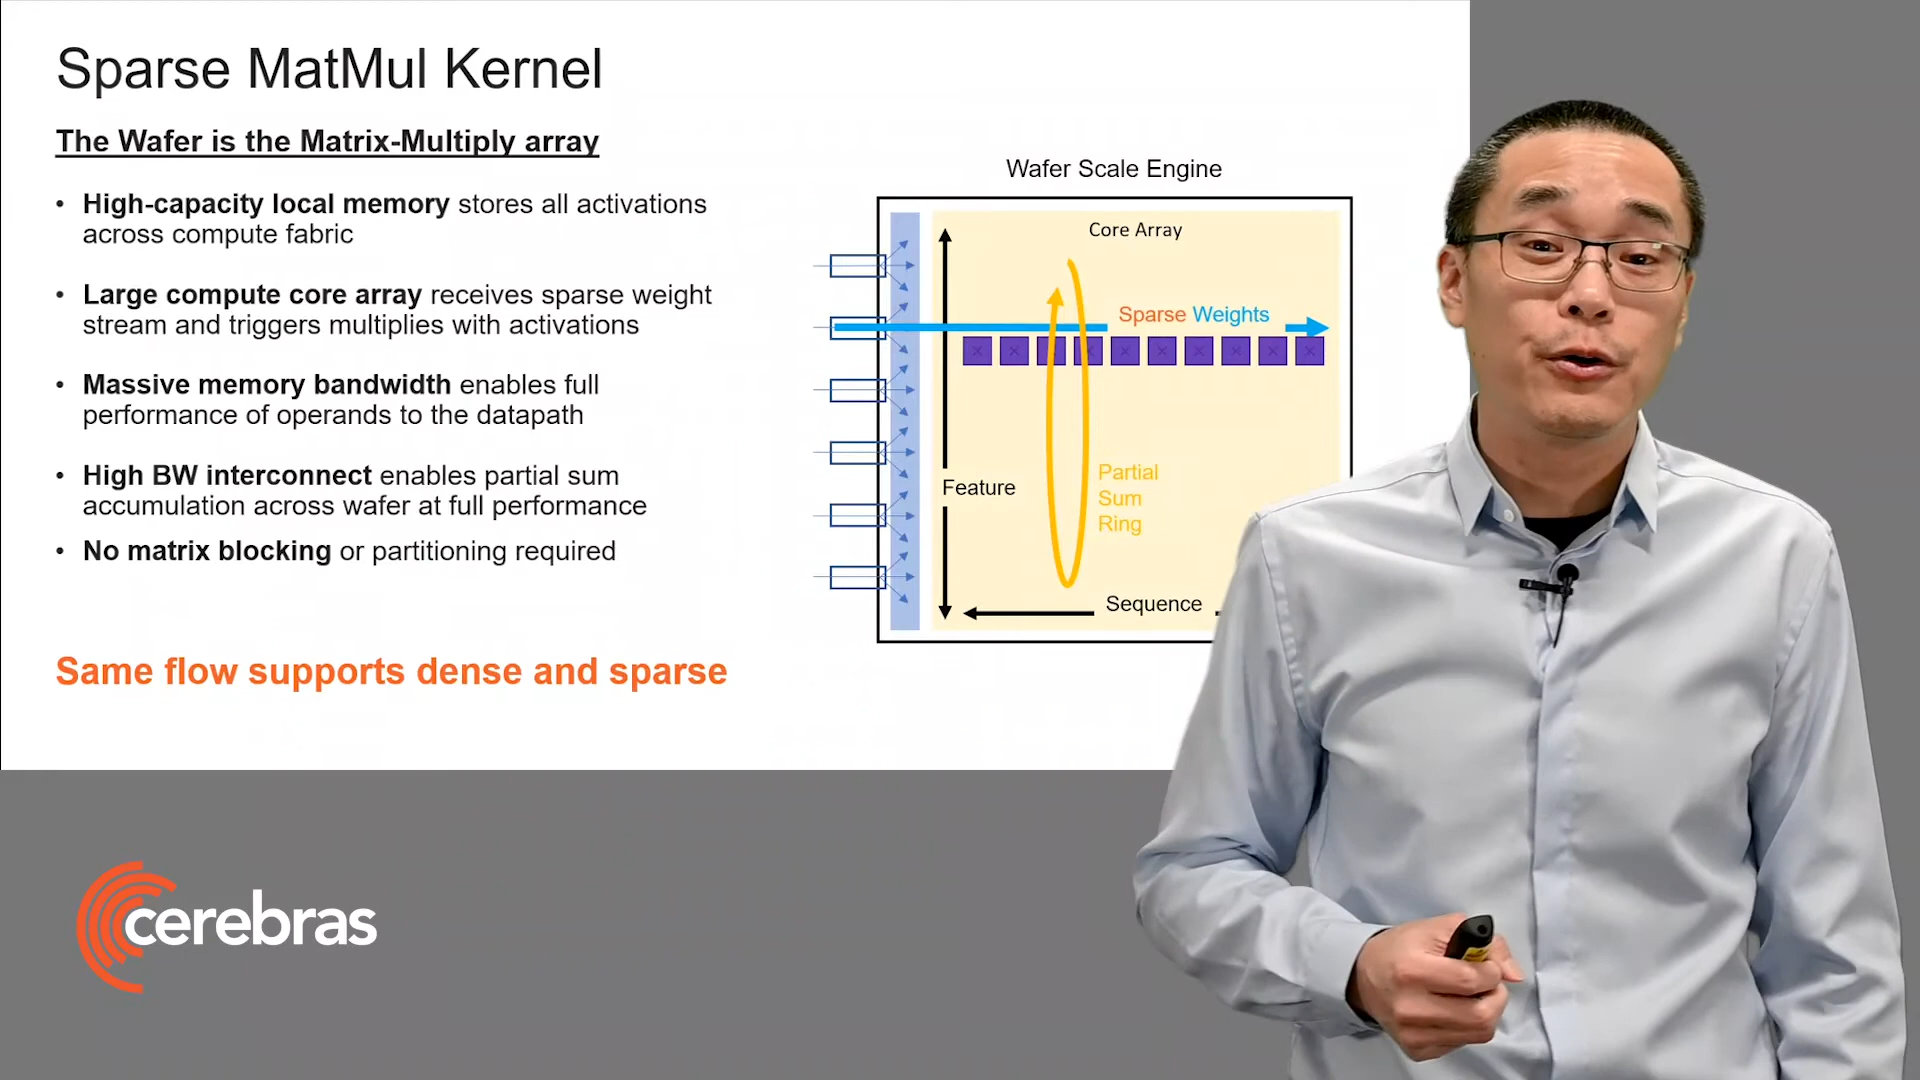 Sparse MatMul Kernel
The Wafer is the Matrix-Multiply array
• High-capacity local memory stores all activations
across compute fabric
• Large compute core array receives sparse weight
stream and triggers multiplies with activations
• Massive memory bandwidth enables full
performance of operands to the datapath
• High BW interconnect enables partial sum
accumulation across wafer at full performance
• No matrix blocking or partitioning required
Same flow supports dense and sparse
Wafer Scale Engine
Core Array
Sparse Weights
Feature
Partial
Sum
Ring
Sequence
cerebras